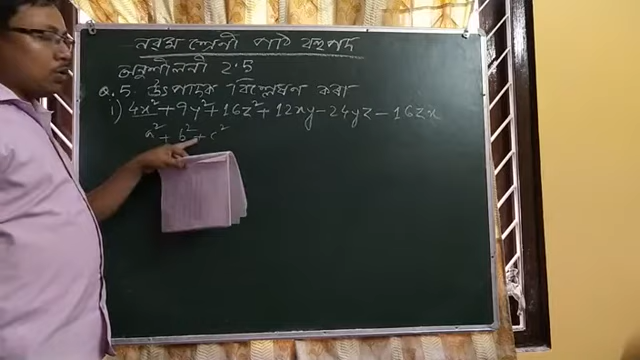 নবম শ্ৰেণী পাঠ বহুপদ
অনুশীলনী 2.5
Q.5. উৎপাদক বিশ্লেষণ কৰা
i) 4x² + 9y² + 16z² + 12xy - 24yz - 16zx
a² + b² + c²